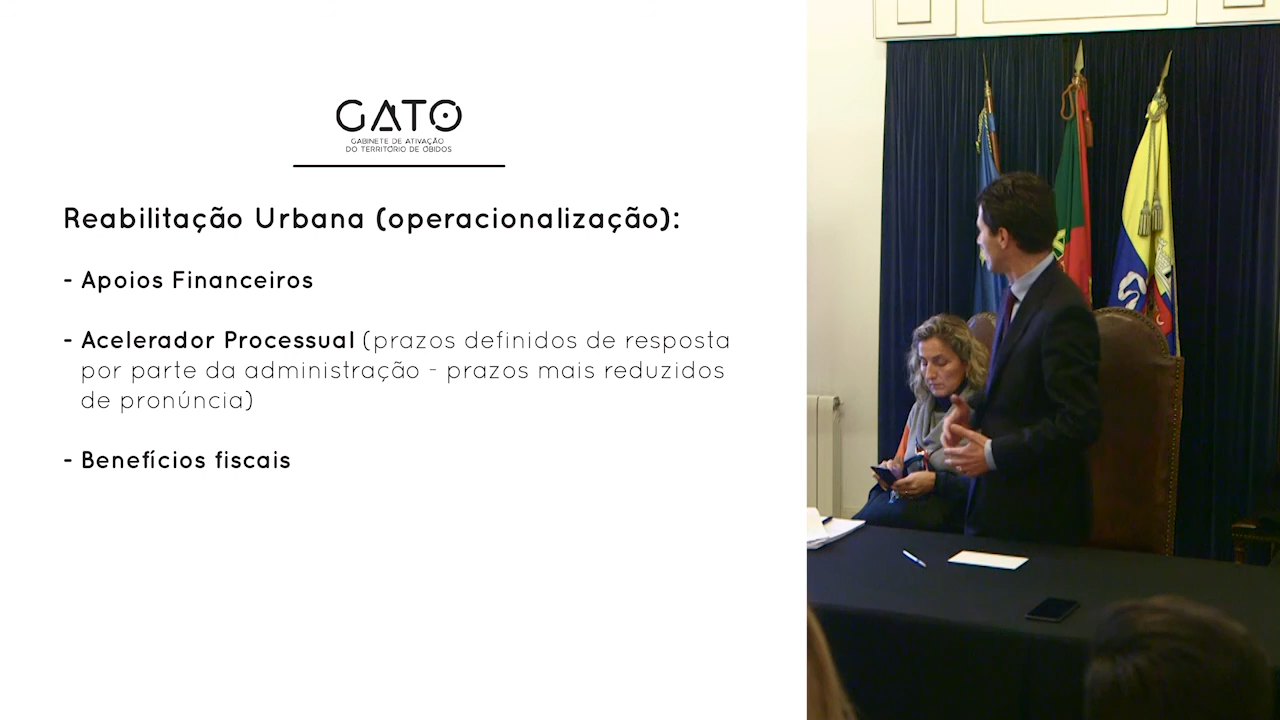 GATO
GABINETE DE ATIVAÇÃO
DO TERRITÓRIO DE ÓBIDOS
Reabilitação Urbana (operacionalização):
- Apoios Financeiros
- Acelerador Processual (prazos definidos de resposta
por parte da administração - prazos mais reduzidos
de pronúncia)
- Benefícios fiscais